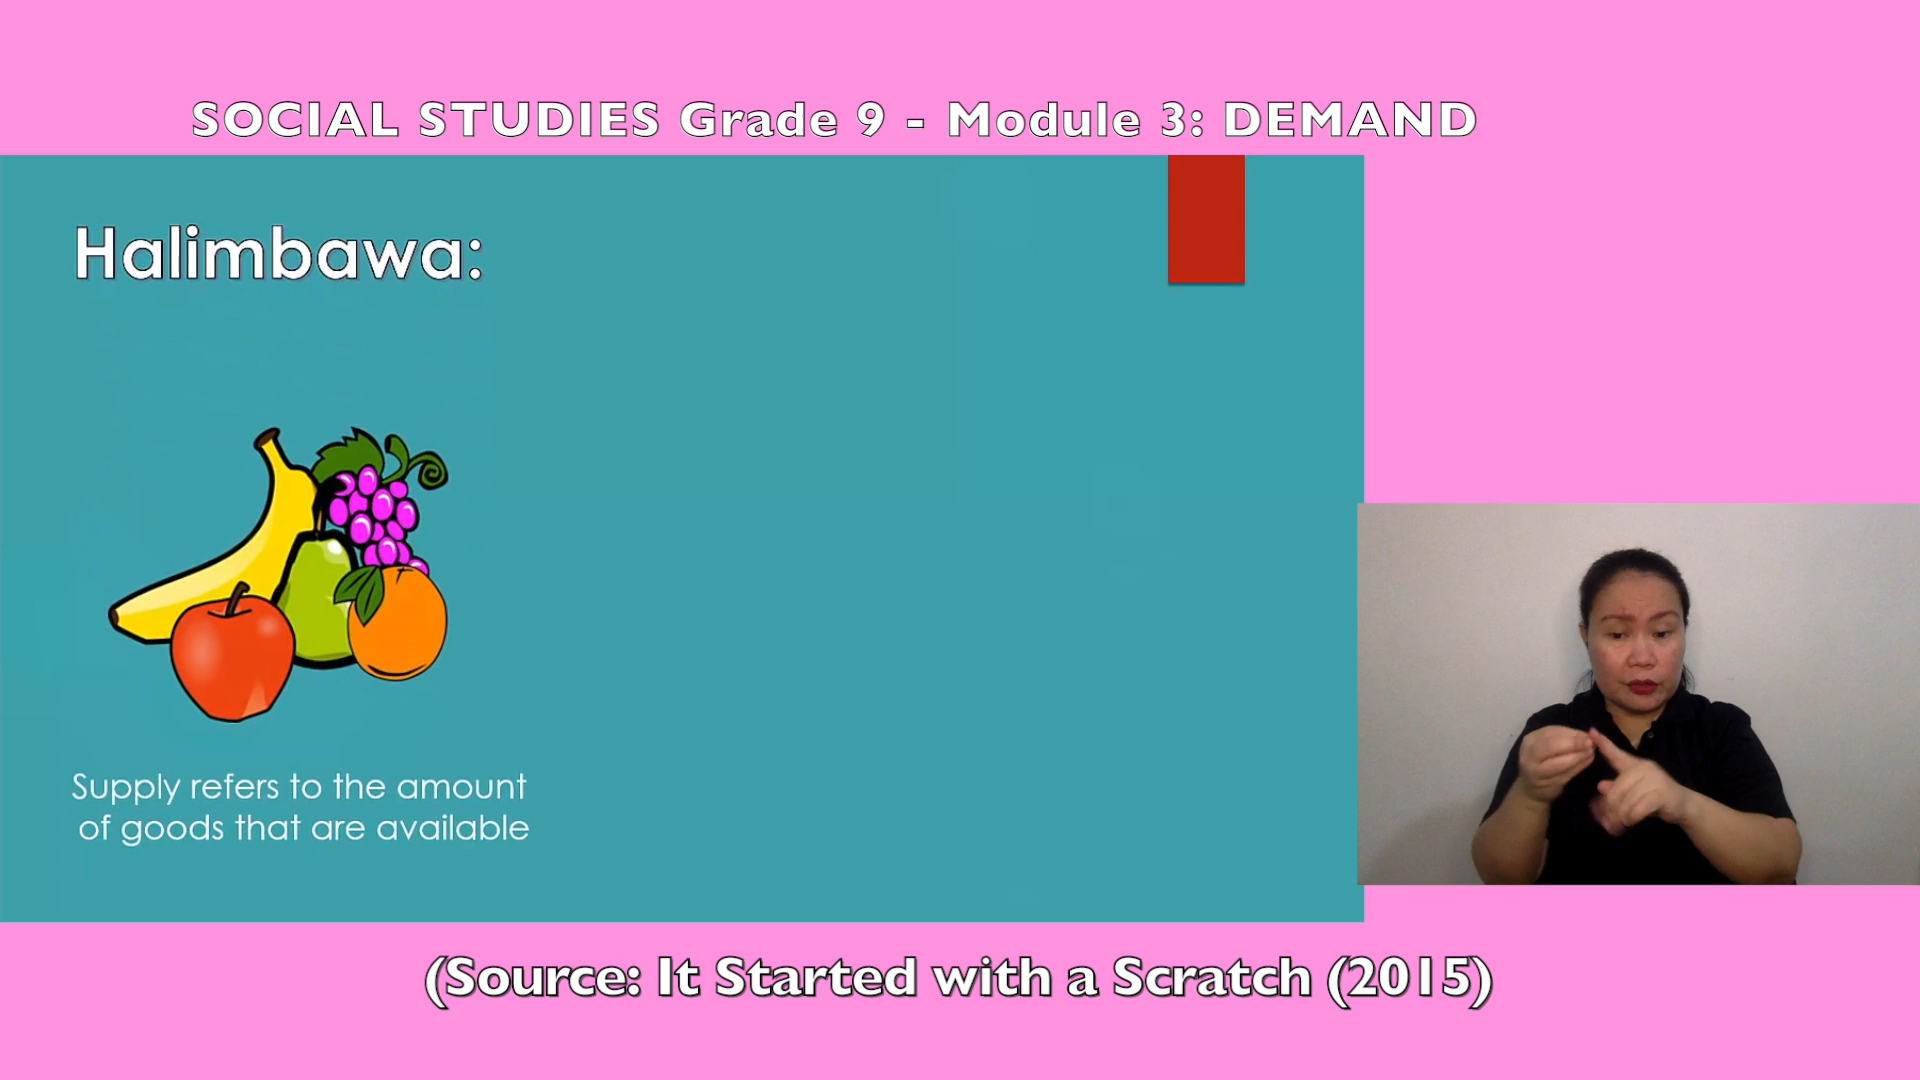 SOCIAL STUDIES Grade 9 - Module 3: DEMAND
Halimbawa:
Supply refers to the amount
of goods that are available
(Source: It Started with a Scratch (2015)